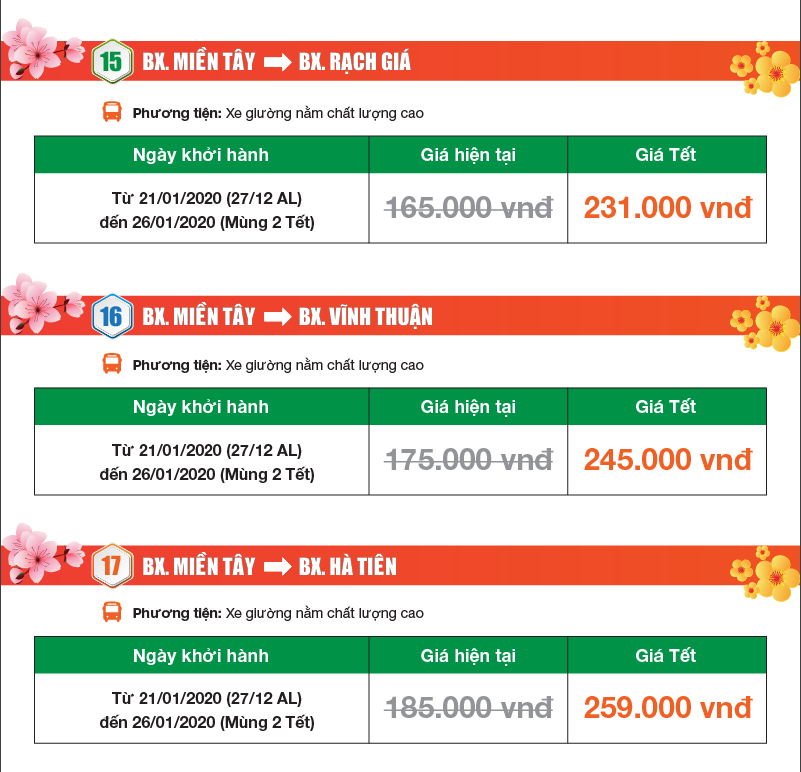 15 BX. MIỀN TÂY ➡ BX. RẠCH GIÁ
Phương tiện: Xe giường nằm chất lượng cao
Ngày khởi hành Giá hiện tại Giá Tết
Từ 21/01/2020 (27/12 AL)
đến 26/01/2020 (Mùng 2 Tết)
165.000 vnđ 231.000 vnđ
16 BX. MIỀN TÂY ➡ BX. VĨNH THUẬN
Phương tiện: Xe giường nằm chất lượng cao
Ngày khởi hành Giá hiện tại Giá Tết
Từ 21/01/2020 (27/12 AL)
đến 26/01/2020 (Mùng 2 Tết)
175.000 vnđ 245.000 vnđ
17 BX. MIỀN TÂY ➡ BX. HÀ TIÊN
Phương tiện: Xe giường nằm chất lượng cao
Ngày khởi hành Giá hiện tại Giá Tết
Từ 21/01/2020 (27/12 AL)
đến 26/01/2020 (Mùng 2 Tết)
185.000 vnđ 259.000 vnđ